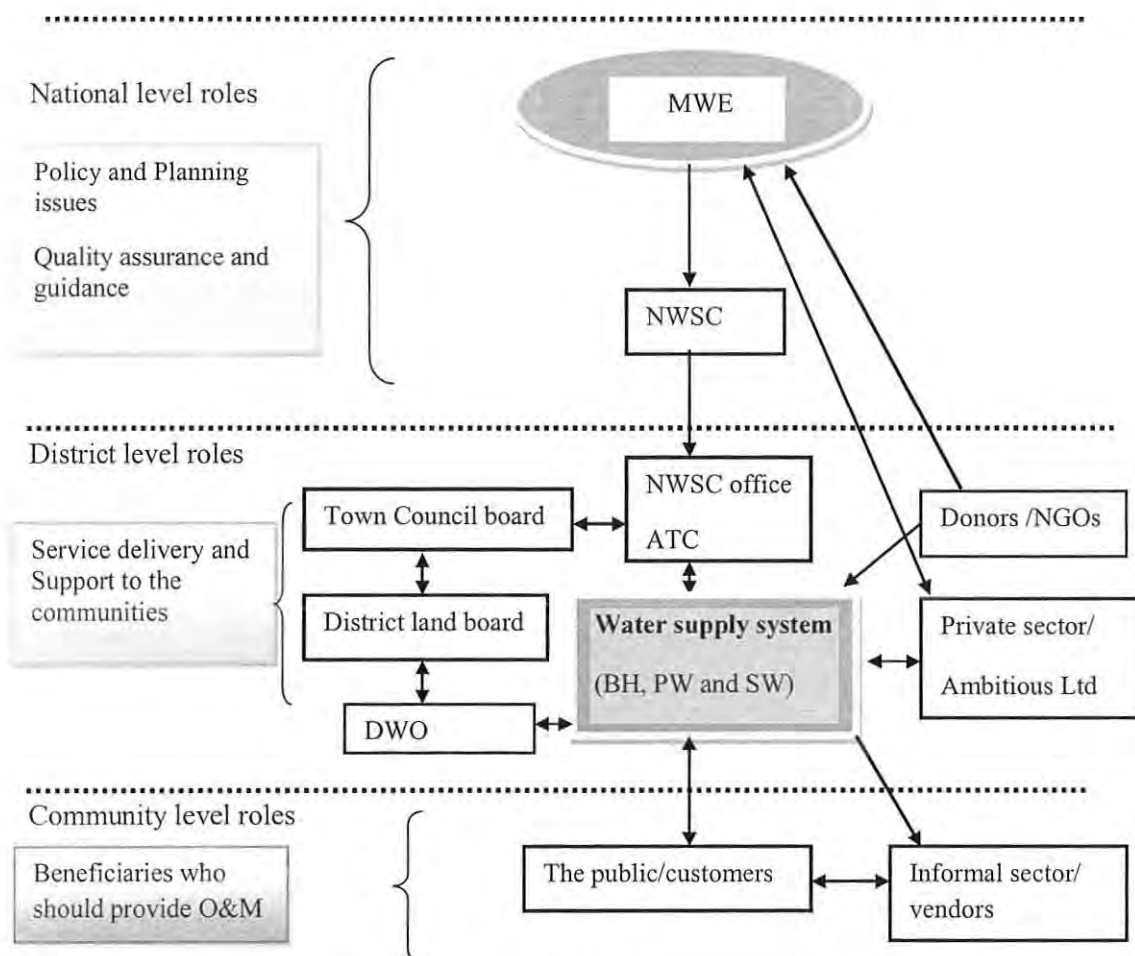 National level roles
Policy and Planning
issues
Quality assurance and
guidance
MWE
NWSC
District level roles
Service delivery and
Support to the
communities
Town Council board
District land board
DWO
NWSC office
ATC
Water supply system
(BH, PW and SW)
Donors /NGOs
Private sector/
Ambitious Ltd
Community level roles
Beneficiaries who
should provide O&M
The public/customers
Informal sector/
vendors